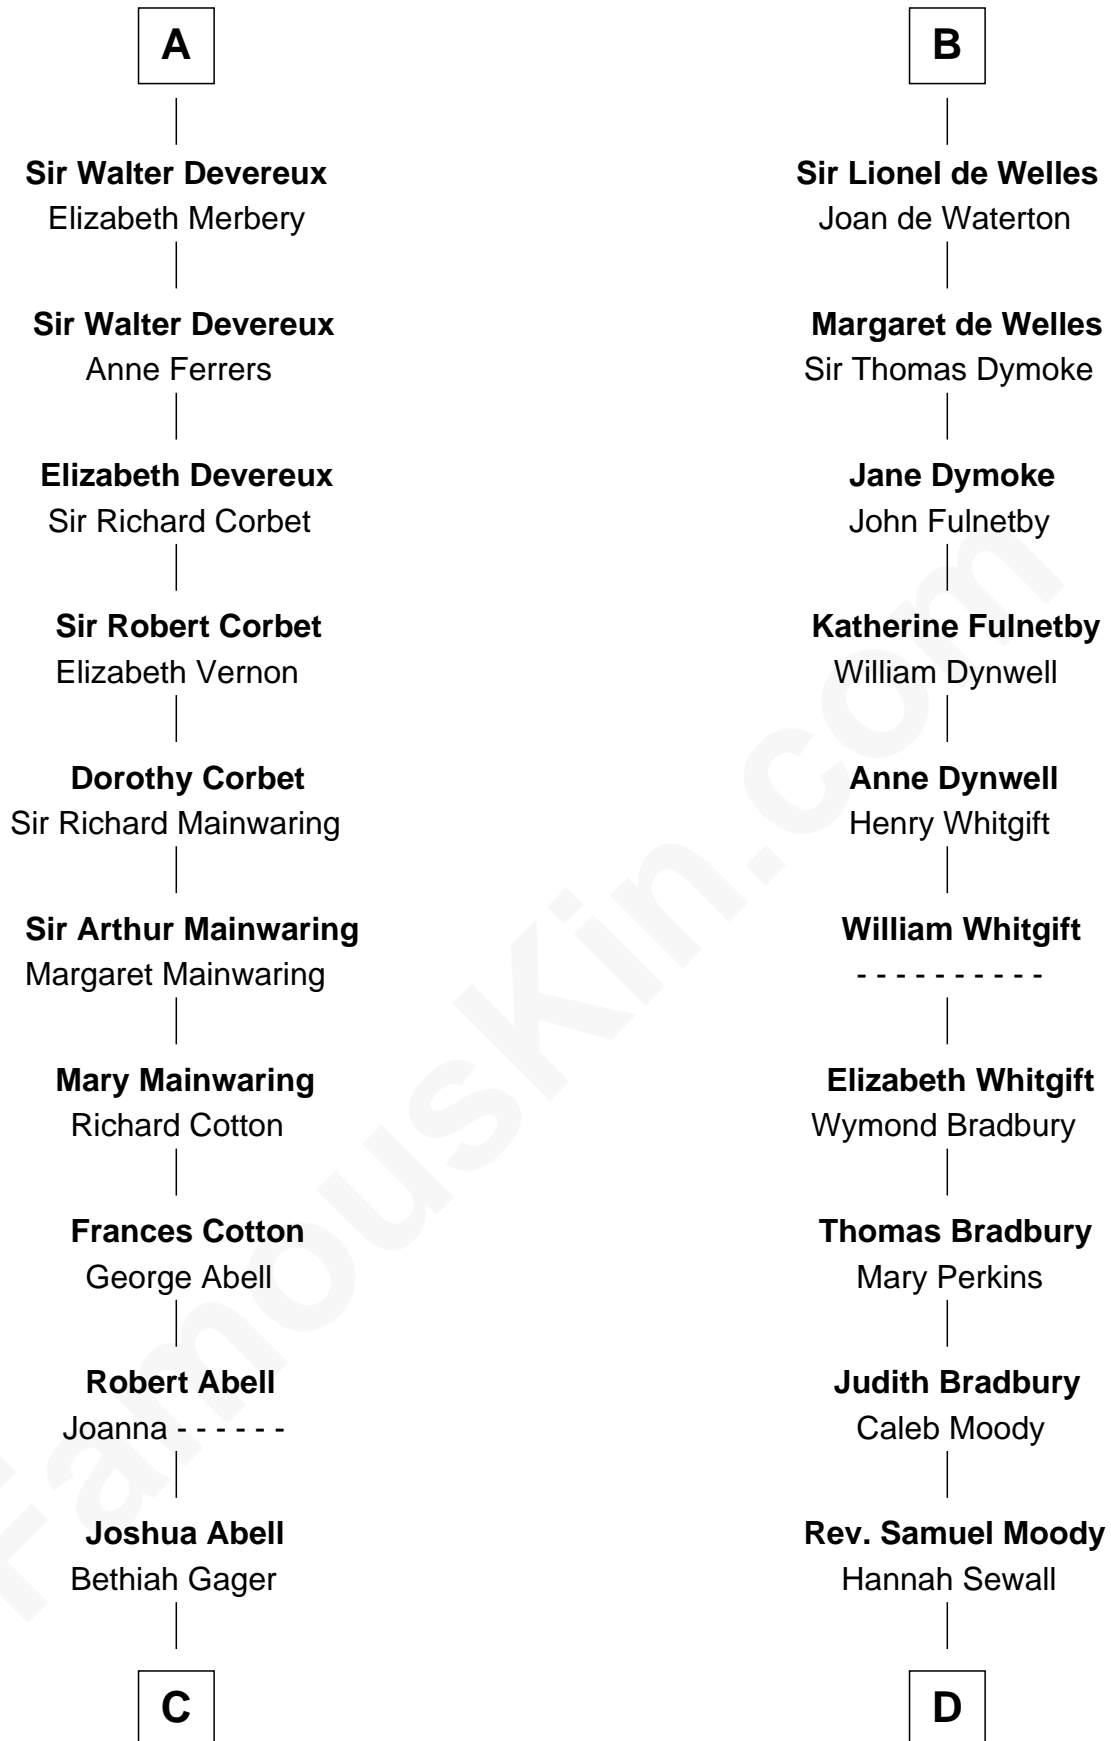 A
Sir Walter Devereux
Elizabeth Merbery
Sir Walter Devereux
Anne Ferrers
Elizabeth Devereux
Sir Richard Corbet
Sir Robert Corbet
Elizabeth Vernon
Dorothy Corbet
Sir Richard Mainwaring
Sir Arthur Mainwaring
Margaret Mainwaring
Mary Mainwaring
Richard Cotton
Frances Cotton
George Abell
Robert Abell
Joanna - - - - - -
Joshua Abell
Bethiah Gager
C
B
Sir Lionel de Welles
Joan de Waterton
Margaret de Welles
Sir Thomas Dymoke
Jane Dymoke
John Fulnetby
Katherine Fulnetby
William Dynwell
Anne Dynwell
Henry Whitgift
William Whitgift
- - - - - - - - - -
Elizabeth Whitgift
Wymond Bradbury
Thomas Bradbury
Mary Perkins
Judith Bradbury
Caleb Moody
Rev. Samuel Moody
Hannah Sewall
D
FamousKin.com